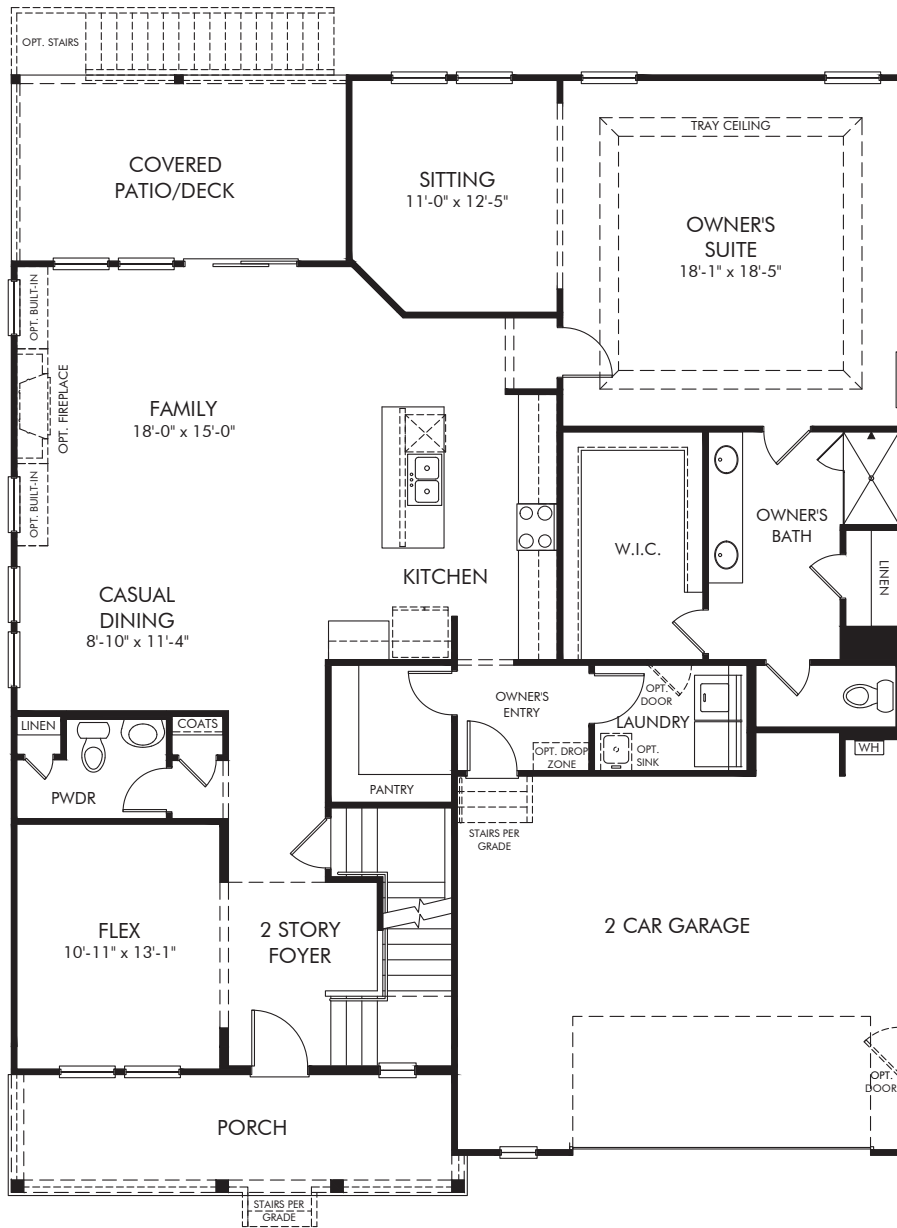 OPT. STAIRS
TRAY CEILING
COVERED
PATIO/DECK
SITTING
11'-0" x 12'-5"
OWNER'S
SUITE
18'-1" x 18'-5"
OPT. BUILT-IN
OPT. FIREPLACE
OPT. BUILT-IN
FAMILY
18'-0" x 15'-0"
OWNER'S
BATH
W.I.C.
LINEN
KITCHEN
CASUAL
DINING
8'-10" x 11'-4"
OWNER'S
ENTRY
OPT.
DOOR
LAUNDRY
LINEN
COATS
OPT. DROP
ZONE
OPT.
SINK
WH
PWDR
PANTRY
STAIRS PER
GRADE
FLEX
10'-11" x 13'-1"
2 STORY
FOYER
2 CAR GARAGE
OPT.
DOOR
PORCH
STAIRS PER
GRADE